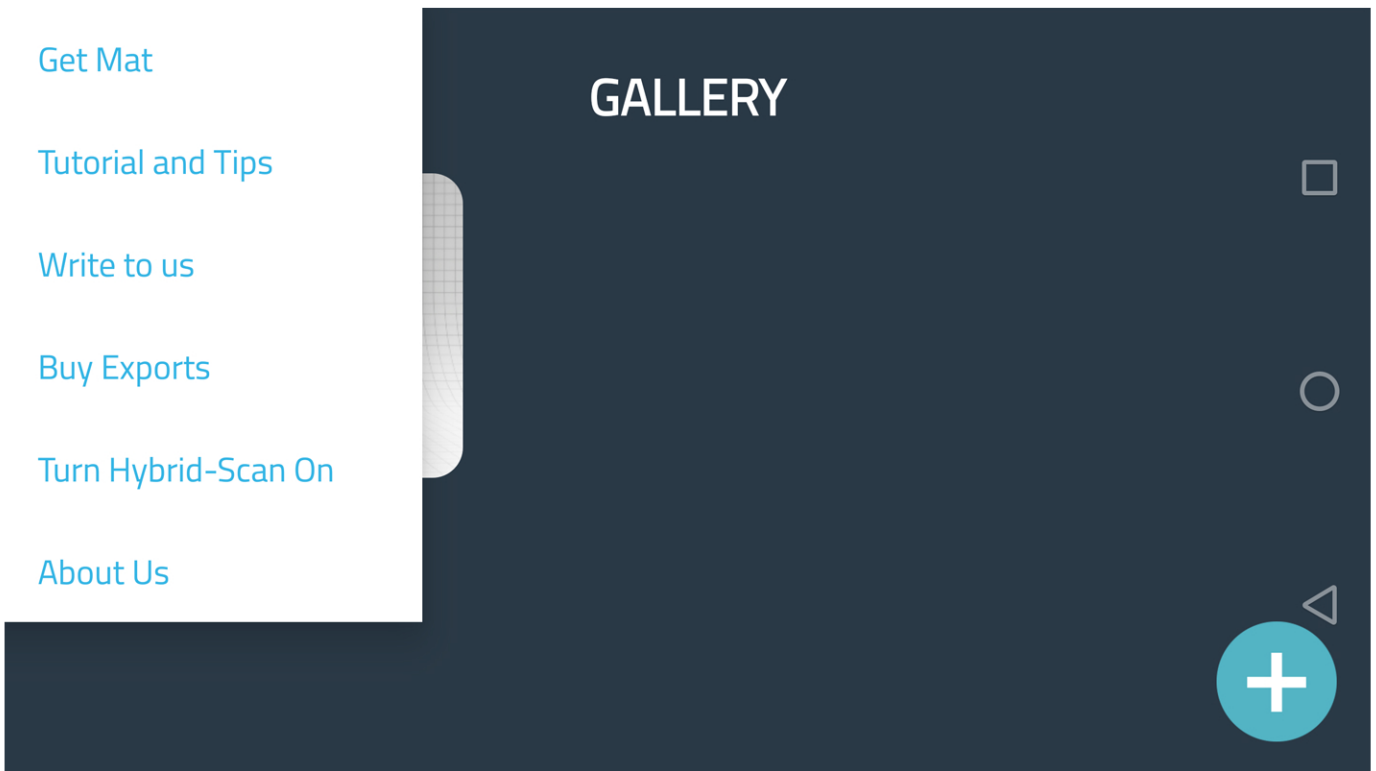 Get Mat
GALLERY
Tutorial and Tips
Write to us
Buy Exports
Turn Hybrid-Scan On
About Us